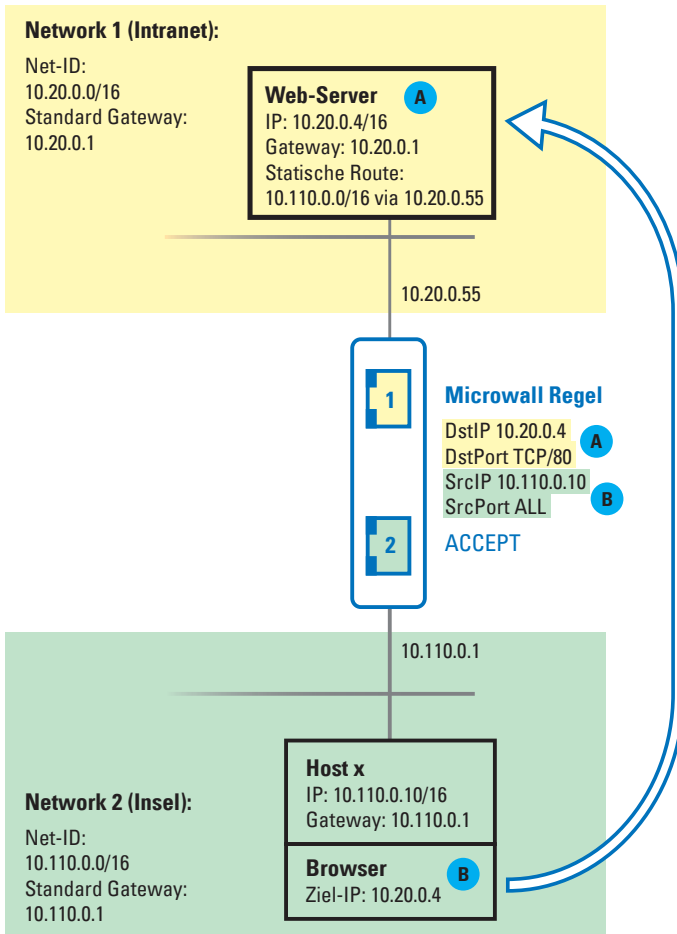 Network 1 (Intranet):
Net-ID:
10.20.0.0/16
Standard Gateway:
10.20.0.1
Web-Server A
IP: 10.20.0.4/16
Gateway: 10.20.0.1
Statische Route:
10.110.0.0/16 via 10.20.0.55
10.20.0.55
1
Microwall Regel
DstIP 10.20.0.4
DstPort TCP/80
A
SrcIP 10.110.0.10
SrcPort ALL
B
2
ACCEPT
10.110.0.1
Host x
IP: 10.110.0.10/16
Gateway: 10.110.0.1
Browser B
Ziel-IP: 10.20.0.4
Network 2 (Insel):
Net-ID:
10.110.0.0/16
Standard Gateway:
10.110.0.1